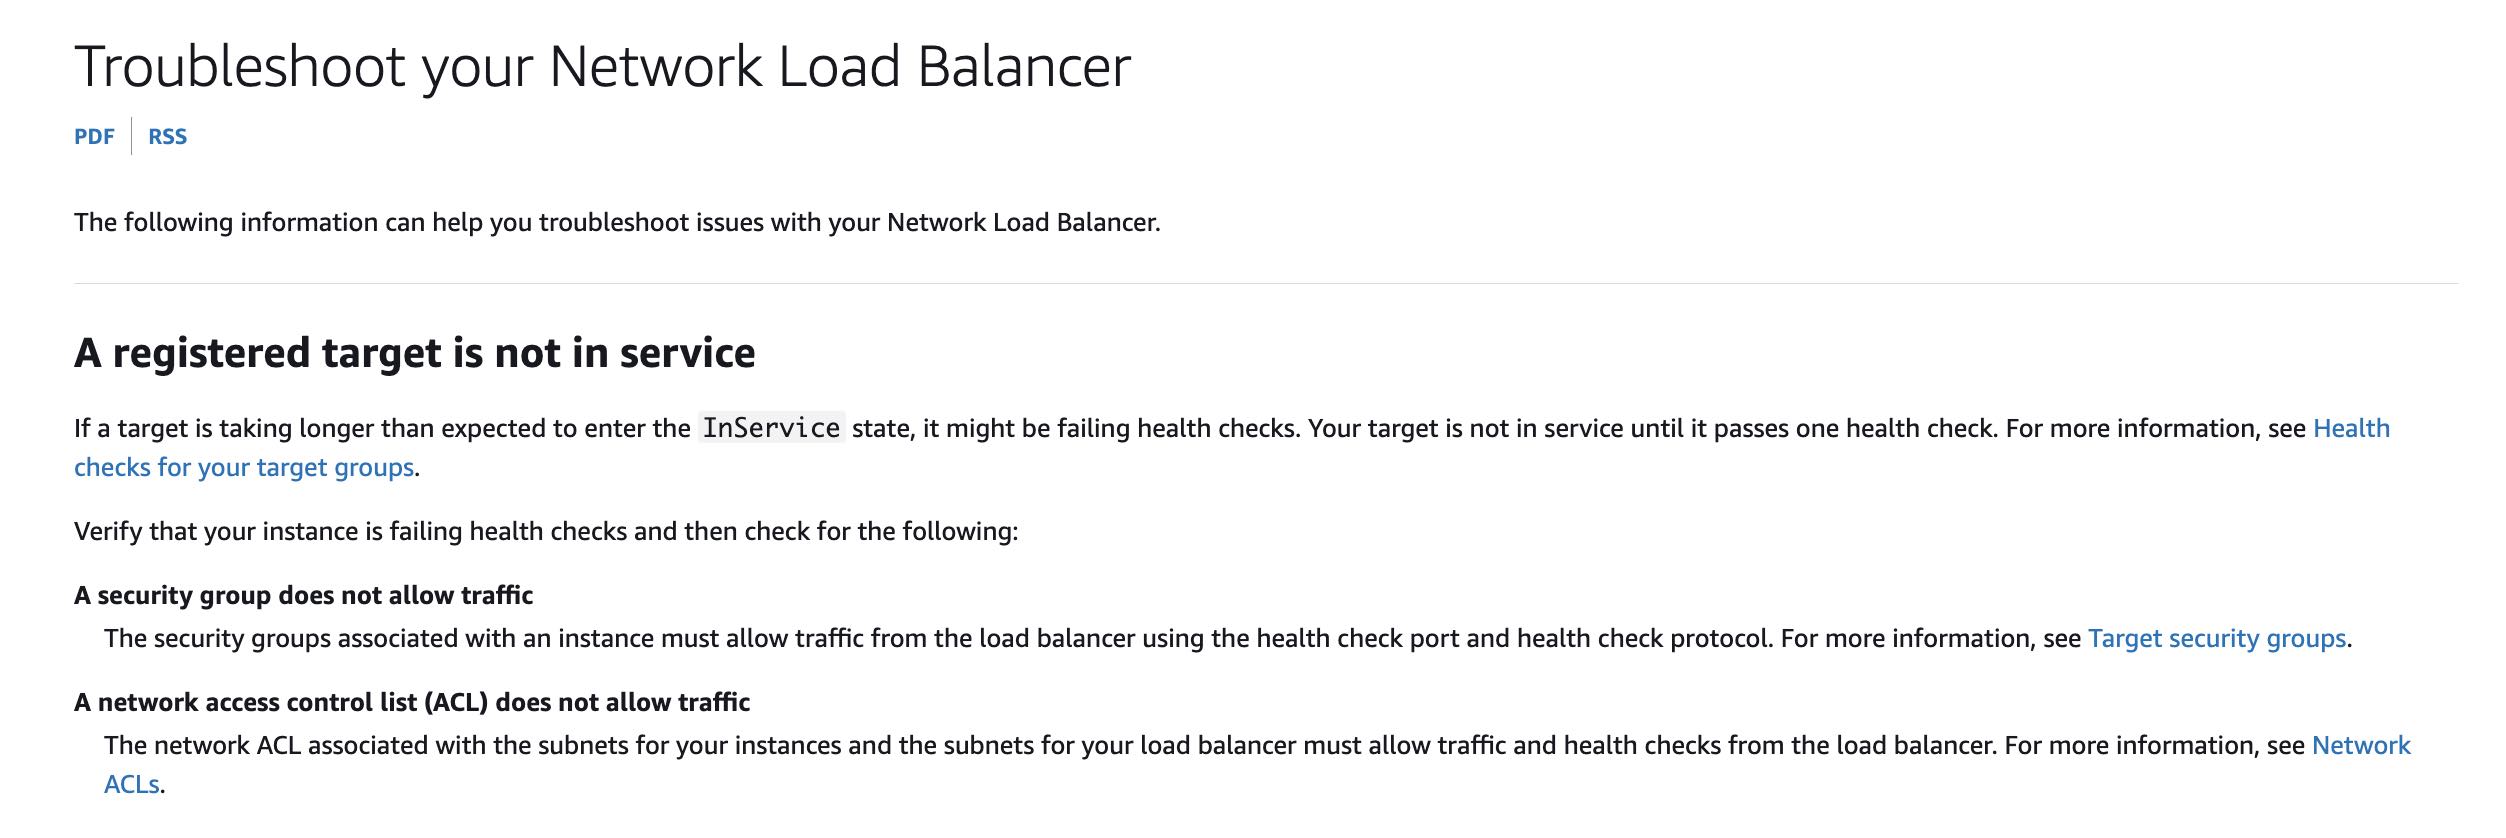 Troubleshoot your Network Load Balancer
PDF RSS
The following information can help you troubleshoot issues with your Network Load Balancer.
A registered target is not in service
If a target is taking longer than expected to enter the InService state, it might be failing health checks. Your target is not in service until it passes one health check. For more information, see Health
checks for your target groups.
Verify that your instance is failing health checks and then check for the following:
A security group does not allow traffic
The security groups associated with an instance must allow traffic from the load balancer using the health check port and health check protocol. For more information, see Target security groups.
A network access control list (ACL) does not allow traffic
The network ACL associated with the subnets for your instances and the subnets for your load balancer must allow traffic and health checks from the load balancer. For more information, see Network
ACLs.